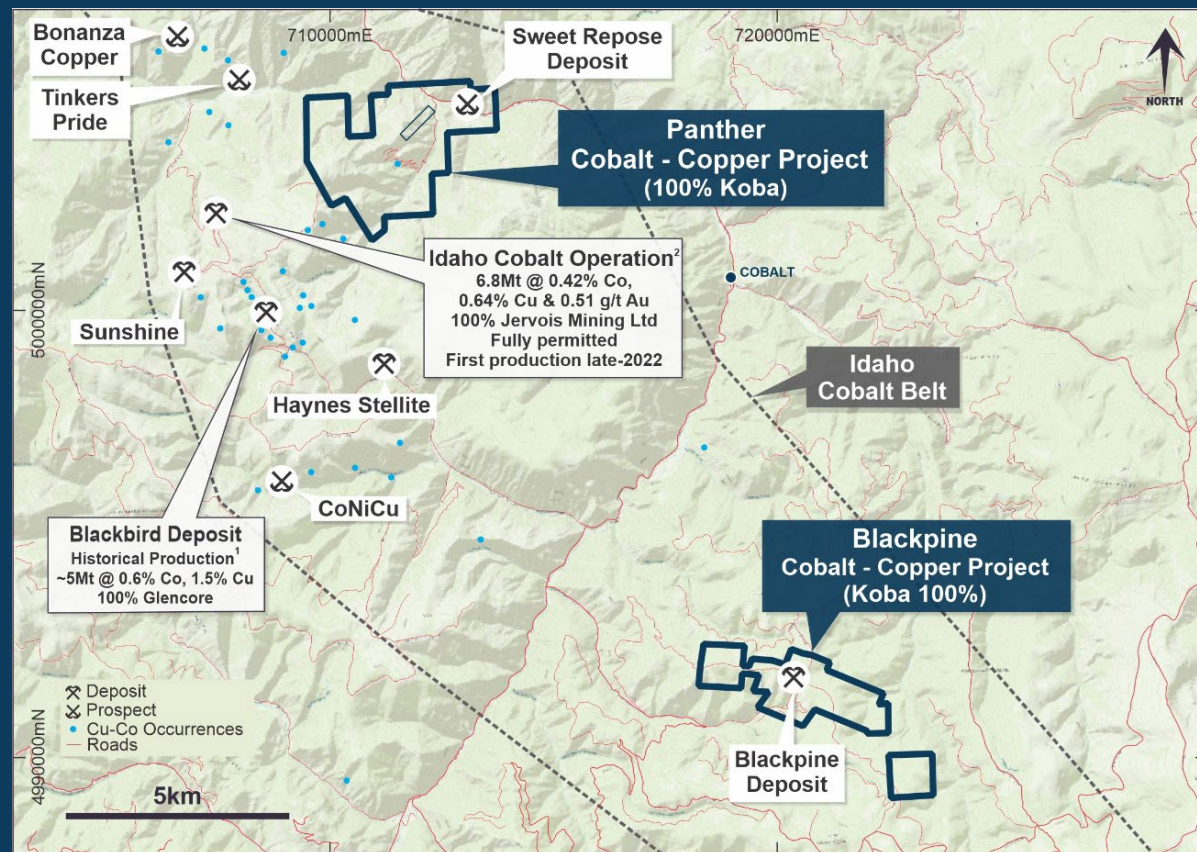 710000mE
720000mE
Bonanza
Copper
Sweet Repose
Deposit
NORTH
Tinkers
Pride
Panther
Cobalt - Copper Project
(100% Koba)
Idaho Cobalt Operation²
6.8Mt @ 0.42% Co,
0.64% Cu & 0.51 g/t Au
100% Jervois Mining Ltd
Fully permitted
First production late-2022
COBALT
Sunshine
5000000mN
Idaho
Cobalt Belt
Haynes Stellite
CoNiCu
Blackbird Deposit
Historical Production¹
~5Mt @ 0.6% Co, 1.5% Cu
100% Glencore
Blackpine
Cobalt - Copper Project
(Koba 100%)
Deposit
Prospect
Cu-Co Occurrences
Roads
4990000mN
Blackpine
Deposit
5km